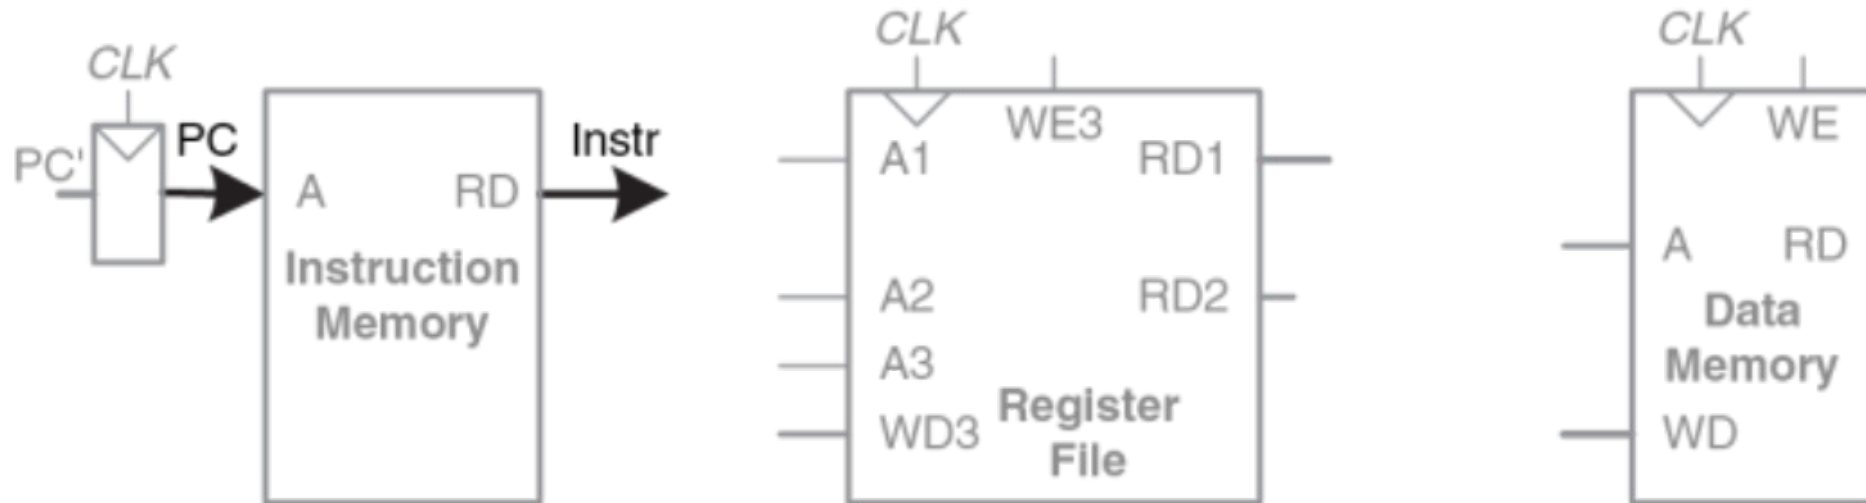 CLK
PC'
PC
A
RD
Instruction
Memory
Instr
CLK
WE3
A1
RD1
A2
RD2
A3
WD3
Register
File
CLK
WE
A
RD
Data
Memory
WD